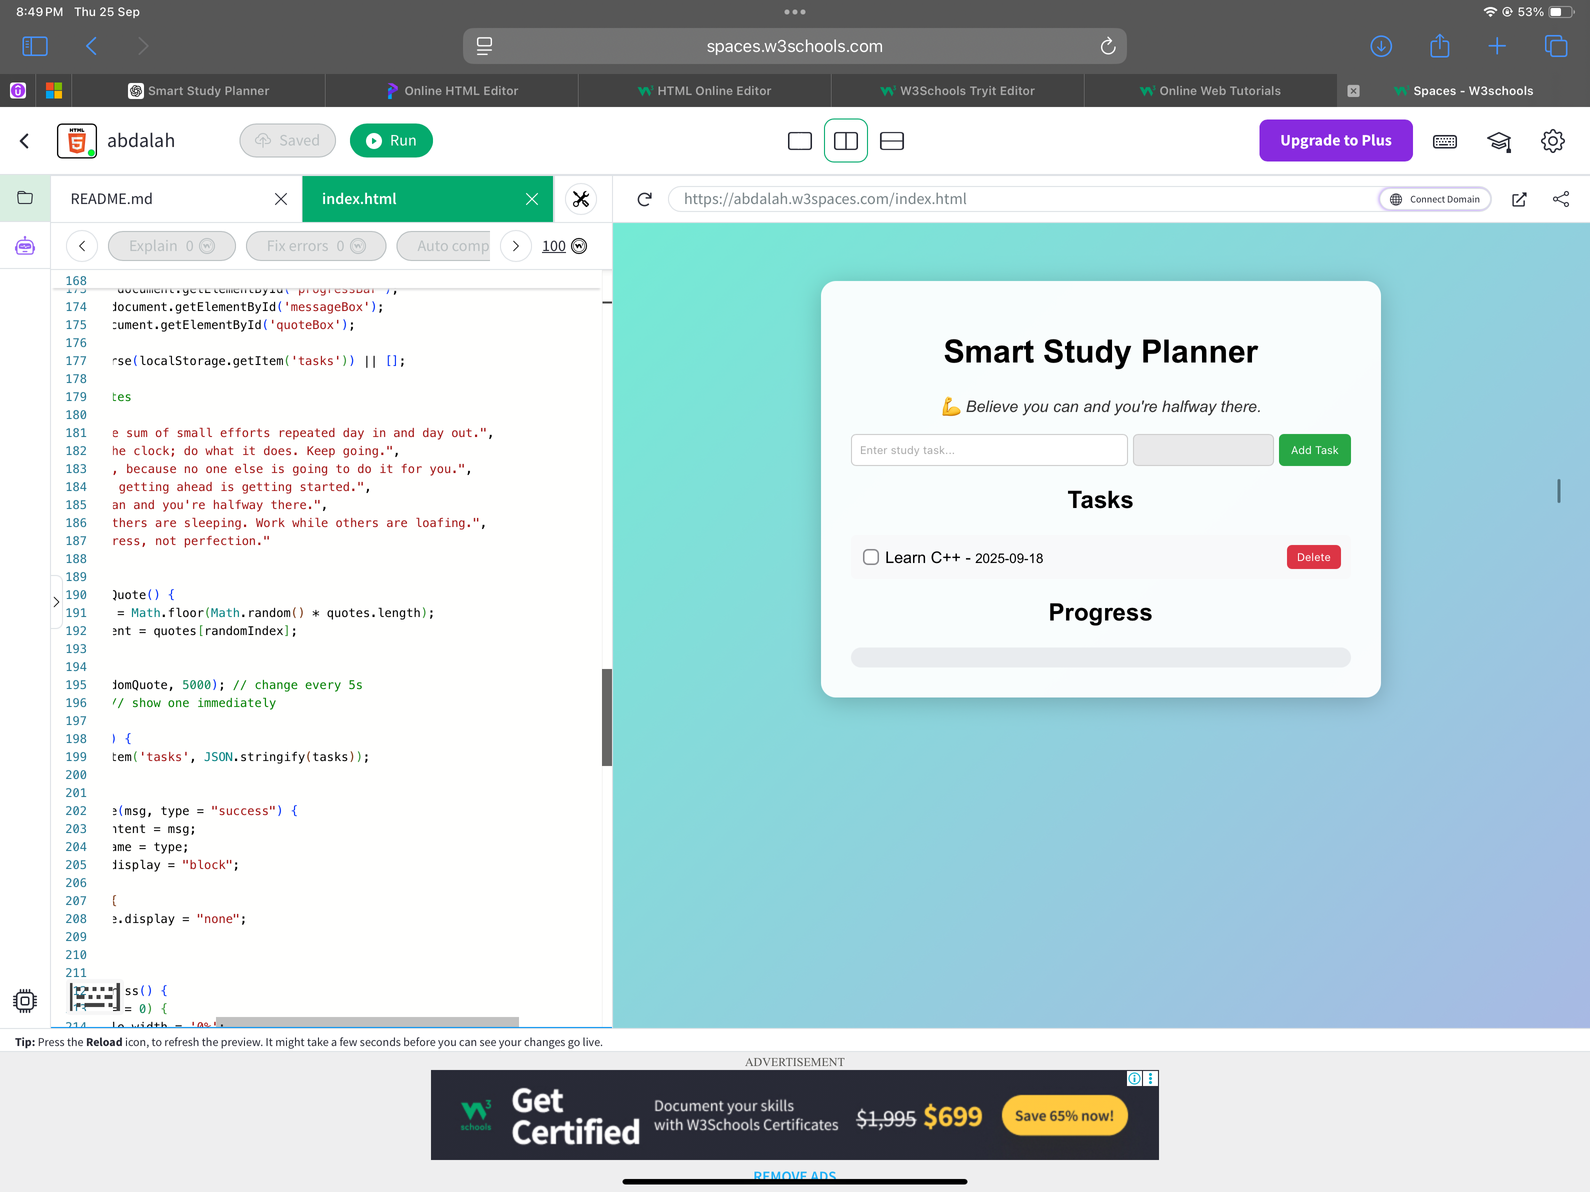 8:49 PM Thu 25 Sep
53%
spaces.w3schools.com
Smart Study Planner
Online HTML Editor
HTML Online Editor
W3Schools Tryit Editor
Online Web Tutorials
Spaces - W3schools
abdalah
Saved
Run
Upgrade to Plus
README.md
index.html
https://abdalah.w3spaces.com/index.html
Connect Domain
Explain 0
Fix errors 0
Auto comp
100
168
173 document.getElementById('progressBar');
174 document.getElementById('messageBox');
175 cument.getElementById('quoteBox');
176
177 rse(localStorage.getItem('tasks')) || [];
178
179 tes
180
181 e sum of small efforts repeated day in and day out.",
182 he clock; do what it does. Keep going.",
183 , because no one else is going to do it for you.",
184 getting ahead is getting started.",
185 an and you're halfway there.",
186 thers are sleeping. Work while others are loafing.",
187 ress, not perfection."
188
189
190 Quote() {
191 = Math.floor(Math.random() * quotes.length);
192 ent = quotes[randomIndex];
193
194
195 domQuote, 5000); // change every 5s
196 // show one immediately
197
198 ) {
199 tem('tasks', JSON.stringify(tasks));
200
201
202 e(msg, type = "success") {
203 ntent = msg;
204 ame = type;
205 display = "block";
206
207 {
208 e.display = "none";
209
210
211
ss() {
= 0) {
214 le.width = '0%';
Smart Study Planner
💪 Believe you can and you're halfway there.
Enter study task...
Add Task
Tasks
Learn C++ - 2025-09-18
Delete
Progress
Tip: Press the Reload icon, to refresh the preview. It might take a few seconds before you can see your changes go live.
ADVERTISEMENT
W3 schools
Get Certified
Document your skills
with W3Schools Certificates
$1,995 $699
Save 65% now!
REMOVE ADS